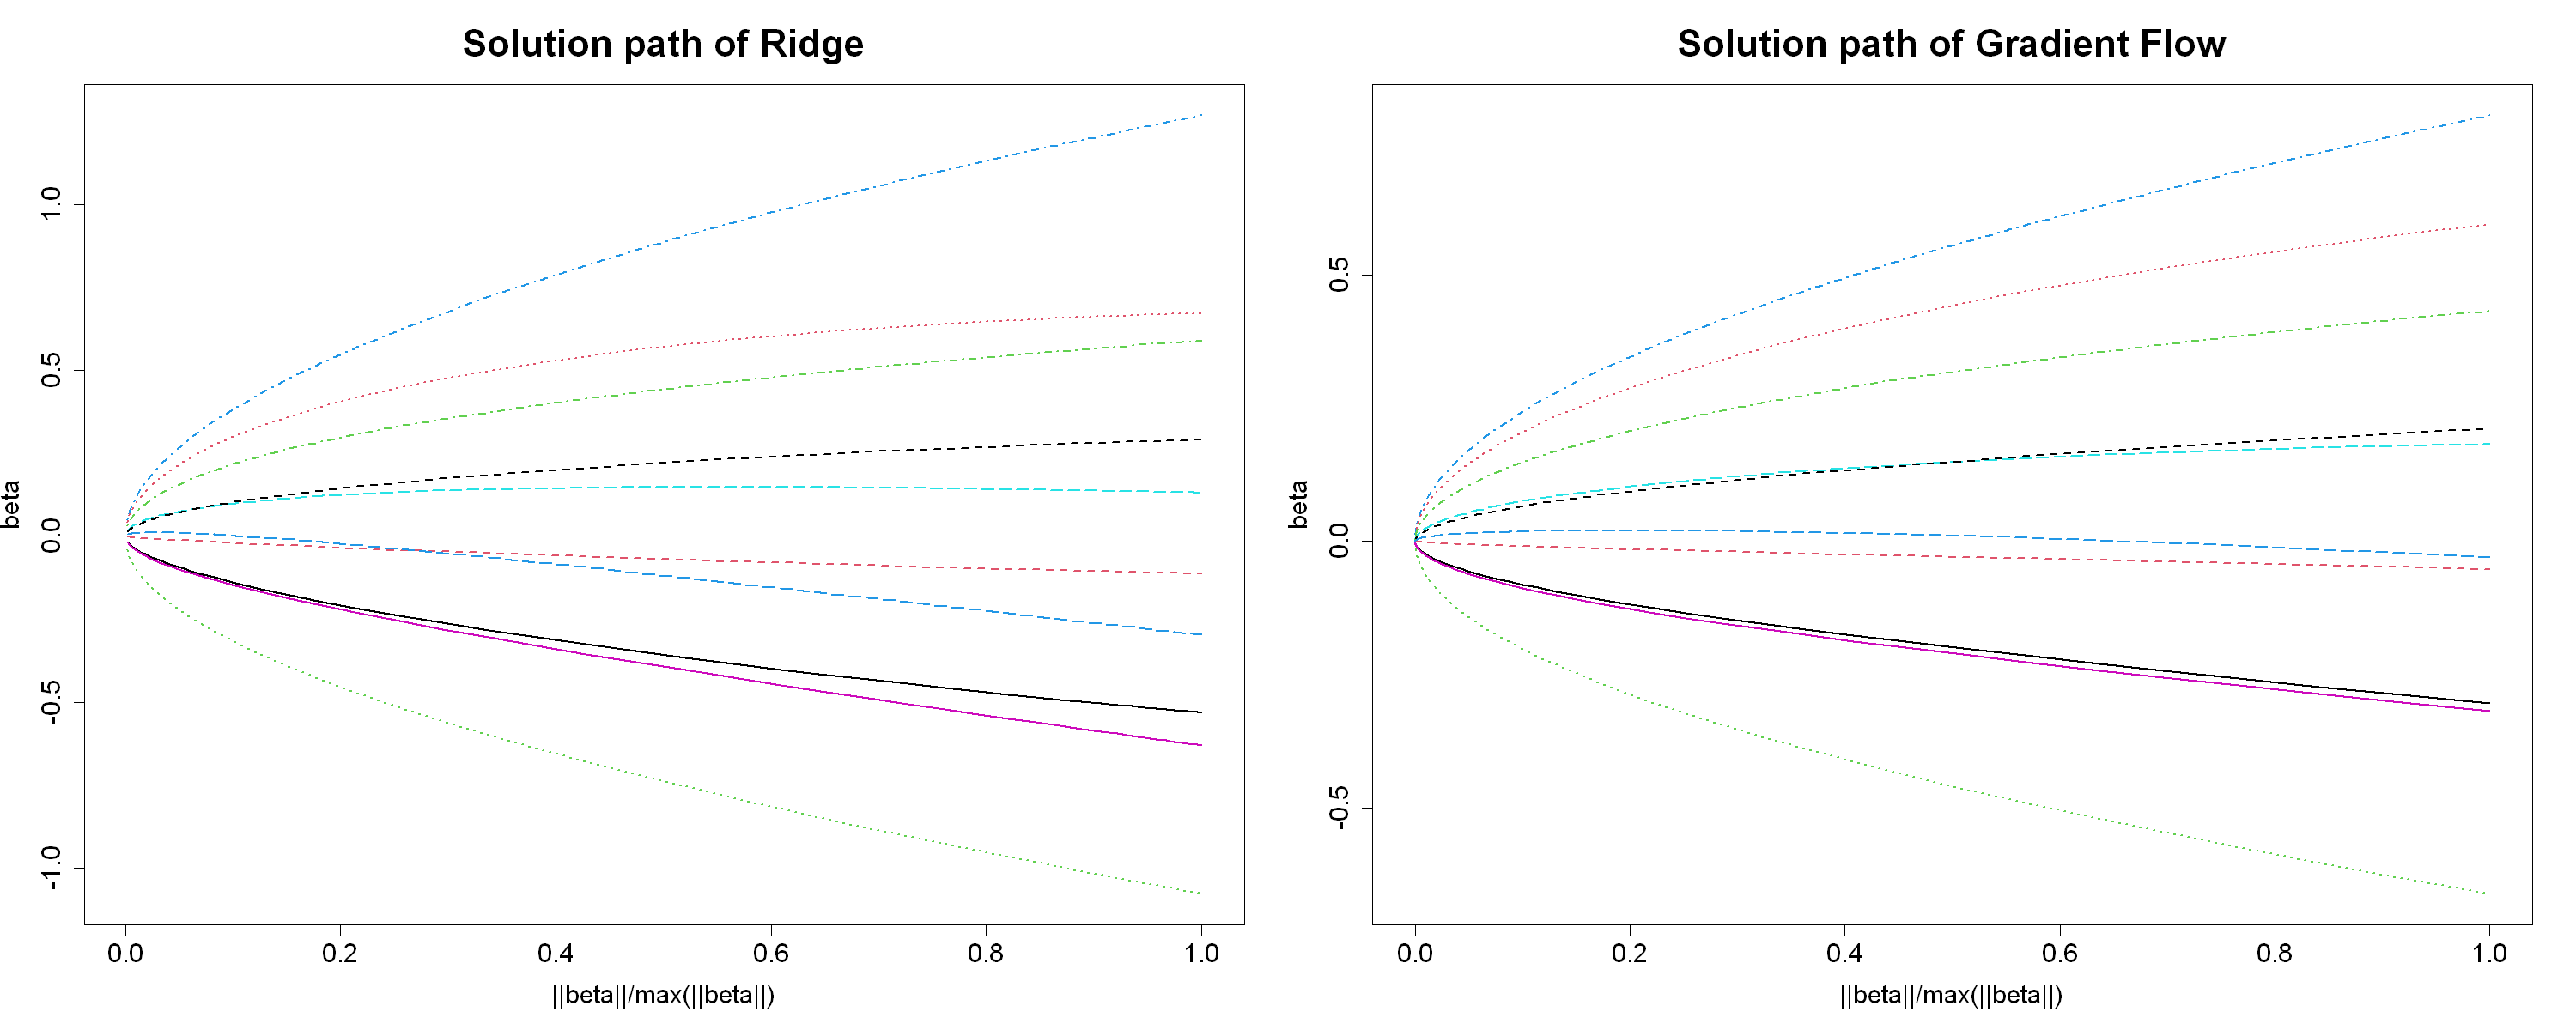 Solution path of Ridge
beta
1.0
0.5
0.0
-0.5
-1.0
0.0 0.2 0.4 0.6 0.8 1.0
||beta||/max(||beta||)
Solution path of Gradient Flow
beta
0.5
0.0
-0.5
0.0 0.2 0.4 0.6 0.8 1.0
||beta||/max(||beta||)